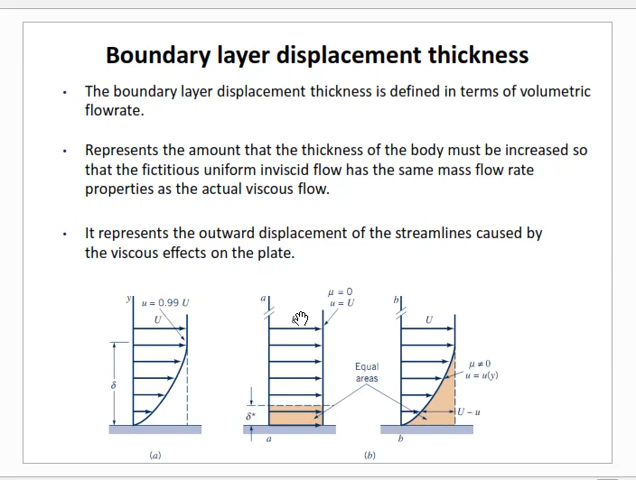 Boundary layer displacement thickness
• The boundary layer displacement thickness is defined in terms of volumetric
flowrate.
• Represents the amount that the thickness of the body must be increased so
that the fictitious uniform inviscid flow has the same mass flow rate
properties as the actual viscous flow.
• It represents the outward displacement of the streamlines caused by
the viscous effects on the plate.
y
u = 0.99 U
U
δ
(a)
a
μ = 0
u = U
δ*
a
Equal
areas
b
U
μ ≠ 0
u = u(y)
U – u
b
(b)